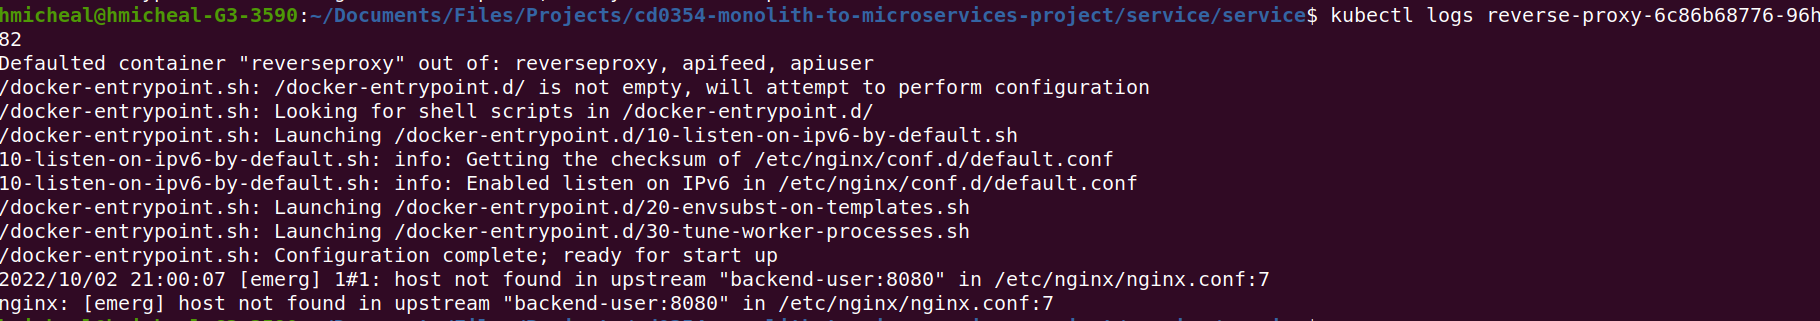 hmicheal@hmicheal-G3-3590:~/Documents/Files/Projects/cd0354-monolith-to-microservices-project/service/service$ kubectl logs reverse-proxy-6c86b68776-96h
82
Defaulted container "reverseproxy" out of: reverseproxy, apifeed, apiuser
/docker-entrypoint.sh: /docker-entrypoint.d/ is not empty, will attempt to perform configuration
/docker-entrypoint.sh: Looking for shell scripts in /docker-entrypoint.d/
/docker-entrypoint.sh: Launching /docker-entrypoint.d/10-listen-on-ipv6-by-default.sh
10-listen-on-ipv6-by-default.sh: info: Getting the checksum of /etc/nginx/conf.d/default.conf
10-listen-on-ipv6-by-default.sh: info: Enabled listen on IPv6 in /etc/nginx/conf.d/default.conf
/docker-entrypoint.sh: Launching /docker-entrypoint.d/20-envsubst-on-templates.sh
/docker-entrypoint.sh: Launching /docker-entrypoint.d/30-tune-worker-processes.sh
/docker-entrypoint.sh: Configuration complete; ready for start up
2022/10/02 21:00:07 [emerg] 1#1: host not found in upstream "backend-user:8080" in /etc/nginx/nginx.conf:7
nginx: [emerg] host not found in upstream "backend-user:8080" in /etc/nginx/nginx.conf:7